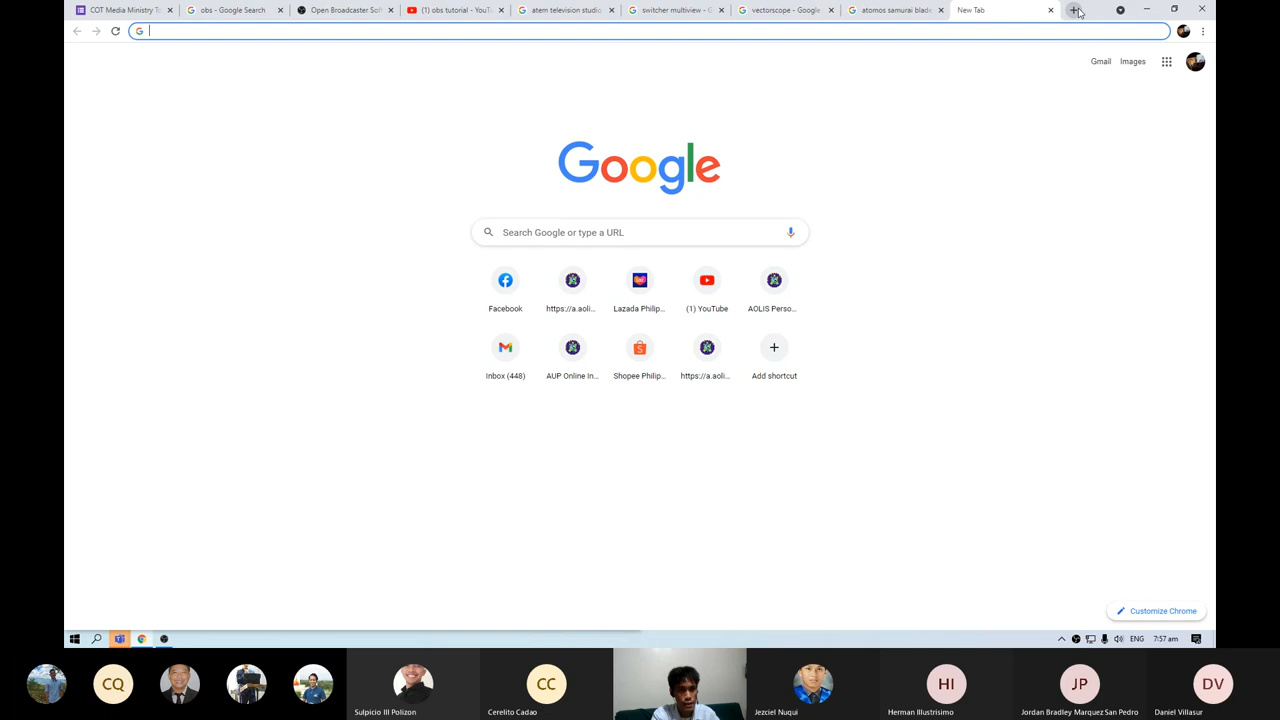 COT Media Ministry Tr
obs - Google Search
Open Broadcaster Soft
(1) obs tutorial - YouTu
atem television studio
switcher multiview - G
vectorscope - Google
atomos samurai blade
New Tab
Gmail Images
Google
Search Google or type a URL
Facebook
https://a.aoli...
Lazada Philip...
(1) YouTube
AOLIS Perso...
Inbox (448)
AUP Online In...
Shopee Philip...
https://a.aoli...
Add shortcut
Customize Chrome
ENG 7:57 am
CQ
CC
HI
JP
DV
Sulpicio III Polizon
Cerelito Cadao
Jezciel Nuqui
Herman Illustrisimo
Jordan Bradley Marquez San Pedro
Daniel Villasur